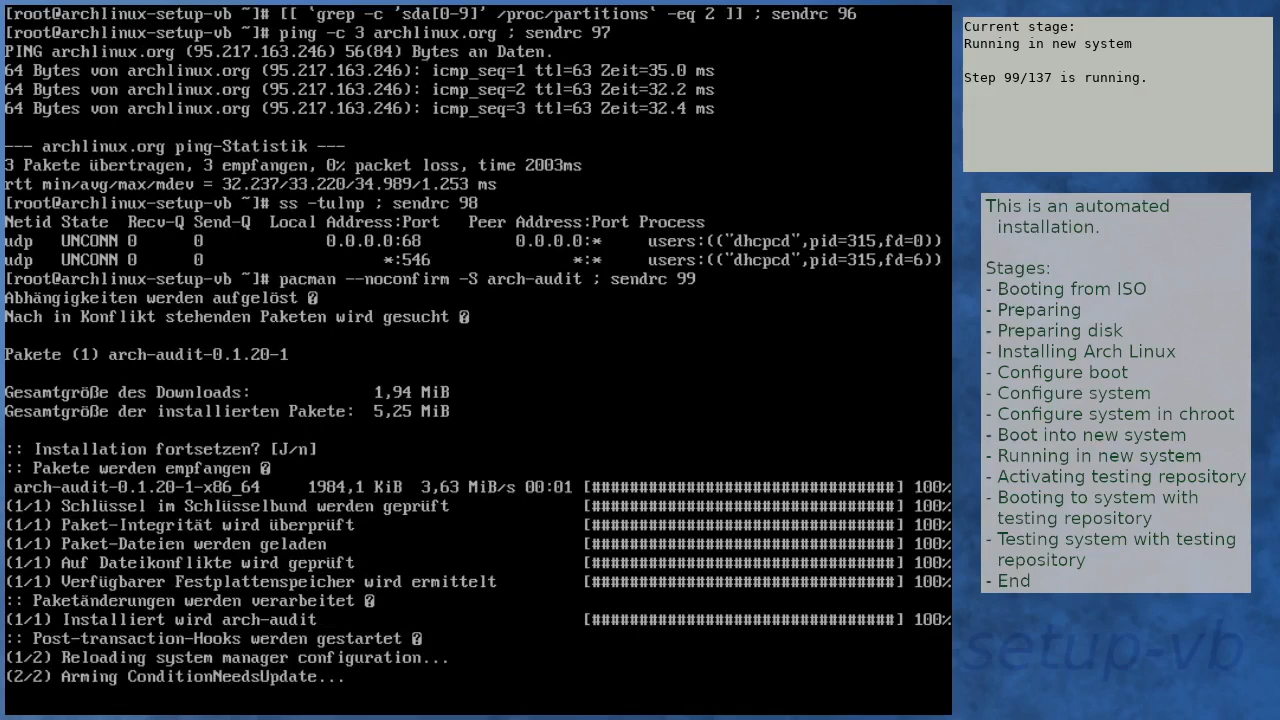 [root@archlinux-setup-vb ~]# [[ `grep -c 'sda[0-9]' /proc/partitions` -eq 2 ]] ; sendrc 96
[root@archlinux-setup-vb ~]# ping -c 3 archlinux.org ; sendrc 97
PING archlinux.org (95.217.163.246) 56(84) Bytes an Daten.
64 Bytes von archlinux.org (95.217.163.246): icmp_seq=1 ttl=63 Zeit=35.0 ms
64 Bytes von archlinux.org (95.217.163.246): icmp_seq=2 ttl=63 Zeit=32.2 ms
64 Bytes von archlinux.org (95.217.163.246): icmp_seq=3 ttl=63 Zeit=32.4 ms
--- archlinux.org ping-Statistik ---
3 Pakete übertragen, 3 empfangen, 0% packet loss, time 2003ms
rtt min/avg/max/mdev = 32.237/33.220/34.989/1.253 ms
[root@archlinux-setup-vb ~]# ss -tulnp ; sendrc 98
Netid State  Recv-Q Send-Q  Local Address:Port   Peer Address:Port Process
udp   UNCONN 0      0             0.0.0.0:68          0.0.0.0:*     users:(("dhcpcd",pid=315,fd=0))
udp   UNCONN 0      0                   *:546               *:*     users:(("dhcpcd",pid=315,fd=6))
[root@archlinux-setup-vb ~]# pacman --noconfirm -S arch-audit ; sendrc 99
Abhängigkeiten werden aufgelöst �
Nach in Konflikt stehenden Paketen wird gesucht �
Pakete (1) arch-audit-0.1.20-1
Gesamtgröße des Downloads:             1,94 MiB
Gesamtgröße der installierten Pakete:  5,25 MiB
:: Installation fortsetzen? [J/n]
:: Pakete werden empfangen �
arch-audit-0.1.20-1-x86_64     1984,1 KiB  3,63 MiB/s 00:01 [################################] 100%
(1/1) Schlüssel im Schlüsselbund werden geprüft              [################################] 100%
(1/1) Paket-Integrität wird überprüft                        [################################] 100%
(1/1) Paket-Dateien werden geladen                           [################################] 100%
(1/1) Auf Dateikonflikte wird geprüft                        [################################] 100%
(1/1) Verfügbarer Festplattenspeicher wird ermittelt         [################################] 100%
:: Paketänderungen werden verarbeitet �
(1/1) Installiert wird arch-audit                            [################################] 100%
:: Post-transaction-Hooks werden gestartet �
(1/2) Reloading system manager configuration...
(2/2) Arming ConditionNeedsUpdate...
Current stage:
Running in new system
Step 99/137 is running.
This is an automated
installation.
Stages:
- Booting from ISO
- Preparing
- Preparing disk
- Installing Arch Linux
- Configure boot
- Configure system
- Configure system in chroot
- Boot into new system
- Running in new system
- Activating testing repository
- Booting to system with
testing repository
- Testing system with testing
repository
- End
setup-vb